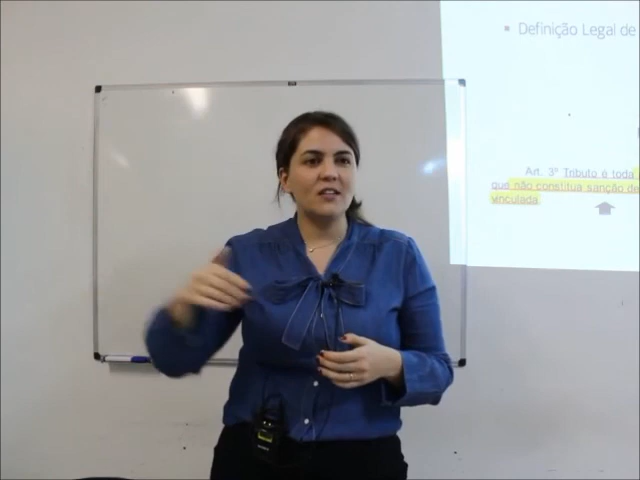 ▪ Definição Legal de
Art. 3º Tributo é toda
que não constitua sanção de
vinculada